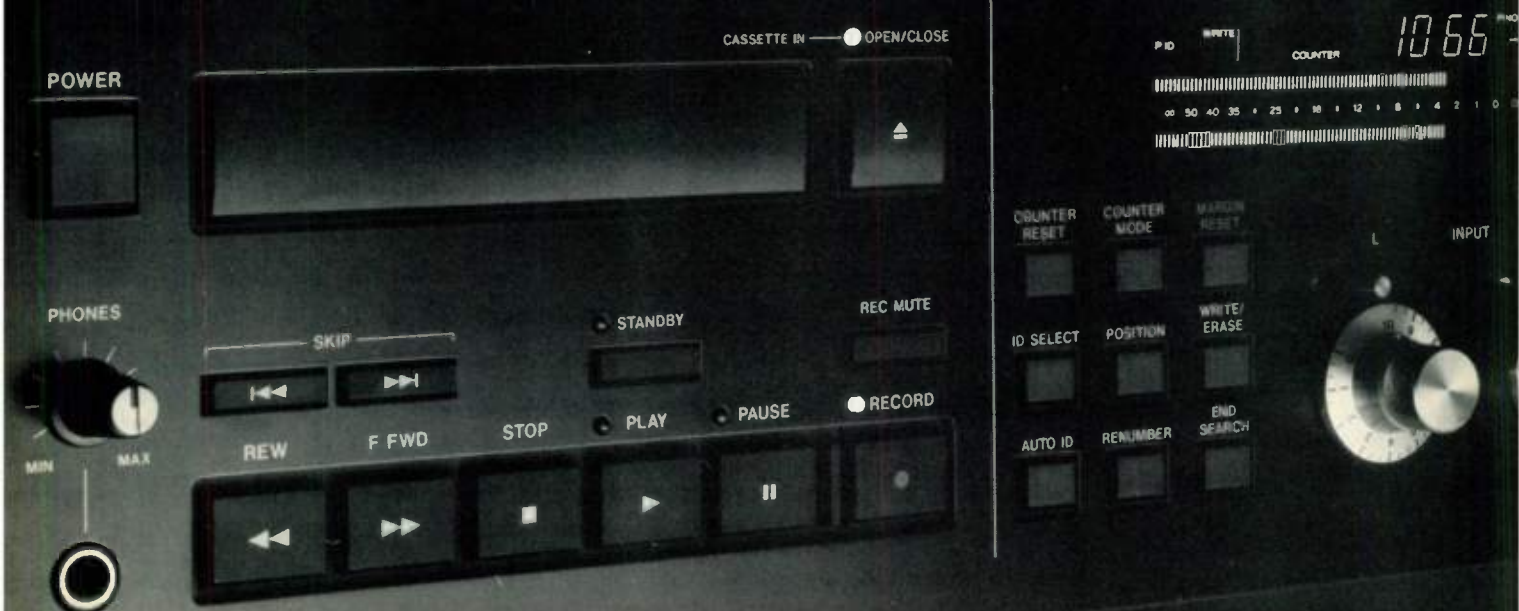 CASSETTE IN OPEN/CLOSE
POWER
P ID WRITE
COUNTER 1066
∞ 50 40 35 25 18 12 8 4 2 1 0
COUNTER RESET
COUNTER MODE
MARGIN RESET
L INPUT
PHONES
MIN MAX
SKIP
STANDBY
REC MUTE
ID SELECT
POSITION
WRITE/ ERASE
REW
F FWD
STOP
PLAY
PAUSE
RECORD
AUTO ID
RENUMBER
END SEARCH